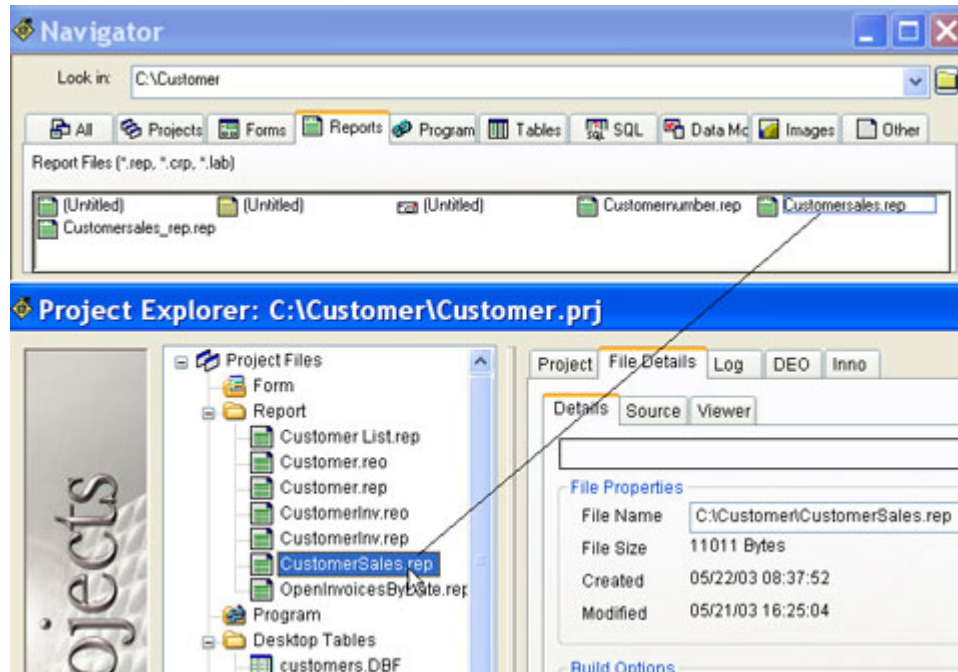 Navigator
Look in: C:\Customer
All Projects Forms Reports Program Tables SQL Data Mc Images Other
Report Files (*.rep, *.crp, *.lab)
(Untitled) (Untitled) (Untitled) Customernumber.rep Customersales.rep
Customersales_rep.rep
Project Explorer: C:\Customer\Customer.prj
ojects
Project Files
Form
Report
Customer List.rep
Customer.reo
Customer.rep
CustomerInv.reo
CustomerInv.rep
CustomerSales.rep
OpenInvoicesByDate.rep
Program
Desktop Tables
customers.DBF
Project File Details Log DEO Inno
Details Source Viewer
File Properties
File Name C:\Customer\CustomerSales.rep
File Size 11011 Bytes
Created 05/22/03 08:37:52
Modified 05/21/03 16:25:04
Build Options